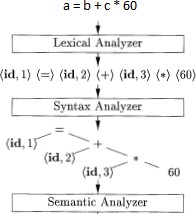 a = b + c * 60
Lexical Analyzer
⟨id, 1⟩ ⟨=⟩ ⟨id, 2⟩ ⟨+⟩ ⟨id, 3⟩ ⟨*⟩ ⟨60⟩
Syntax Analyzer
=
⟨id, 1⟩ +
⟨id, 2⟩ *
⟨id, 3⟩ 60
Semantic Analyzer